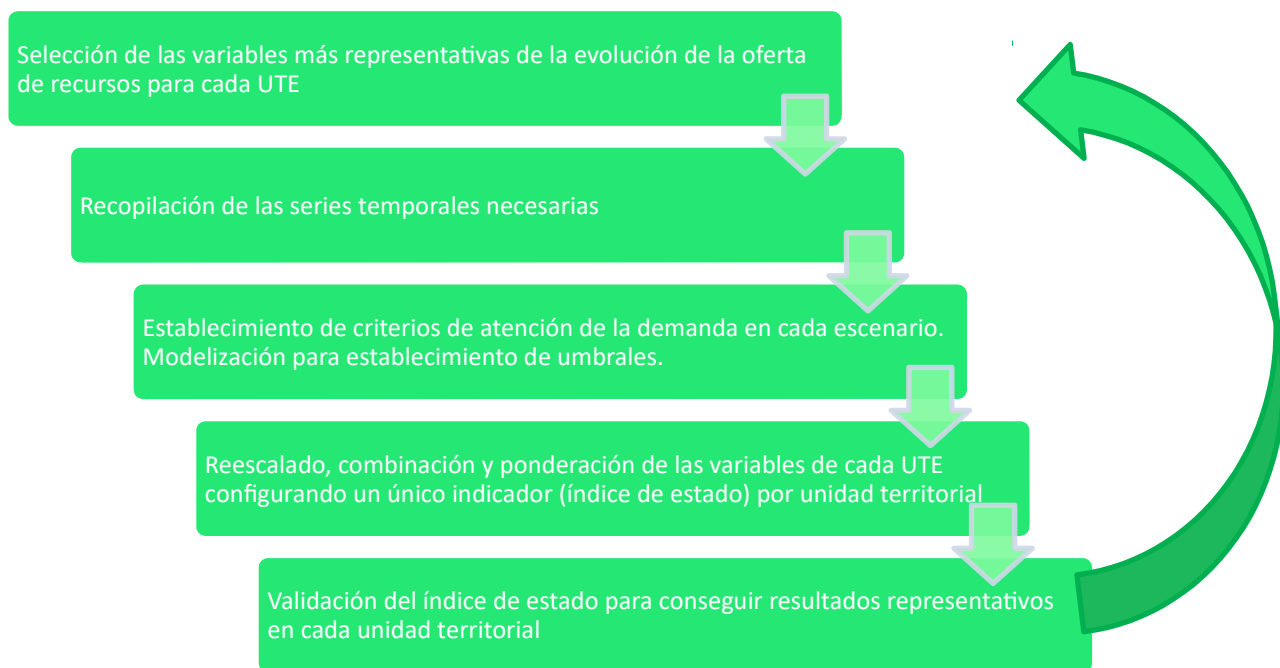 Selección de las variables más representativas de la evolución de la oferta
de recursos para cada UTE
Recopilación de las series temporales necesarias
Establecimiento de criterios de atención de la demanda en cada escenario.
Modelización para establecimiento de umbrales.
Reescalado, combinación y ponderación de las variables de cada UTE
configurando un único indicador (índice de estado) por unidad territorial
Validación del índice de estado para conseguir resultados representativos
en cada unidad territorial